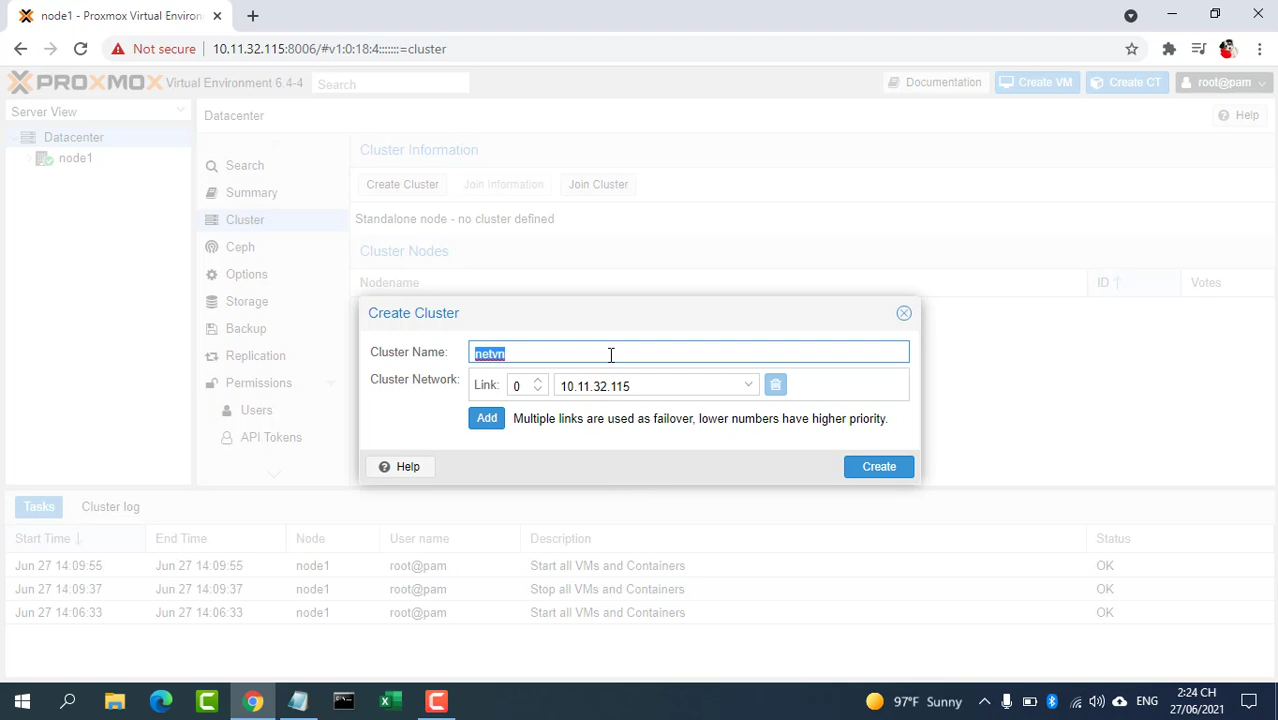 node1 - Proxmox Virtual Environ
Not secure
10.11.32.115:8006/#v1:0:18:4:::::::=cluster
PROXMOX Virtual Environment 6.4-4
Search
Documentation
Create VM
Create CT
root@pam
Server View
Datacenter
node1
Datacenter
Help
Search
Summary
Cluster
Ceph
Options
Storage
Backup
Replication
Permissions
Users
API Tokens
Cluster Information
Create Cluster
Join Information
Join Cluster
Standalone node - no cluster defined
Cluster Nodes
Nodename
ID
Votes
Create Cluster
Cluster Name:
netvn
Cluster Network:
Link: 0 10.11.32.115
Add
Multiple links are used as failover, lower numbers have higher priority.
Help
Create
Tasks
Cluster log
Start Time End Time Node User name Description Status
Jun 27 14:09:55 Jun 27 14:09:55 node1 root@pam Start all VMs and Containers OK
Jun 27 14:09:37 Jun 27 14:09:37 node1 root@pam Stop all VMs and Containers OK
Jun 27 14:06:33 Jun 27 14:06:33 node1 root@pam Start all VMs and Containers OK
97°F Sunny
ENG
2:24 CH
27/06/2021